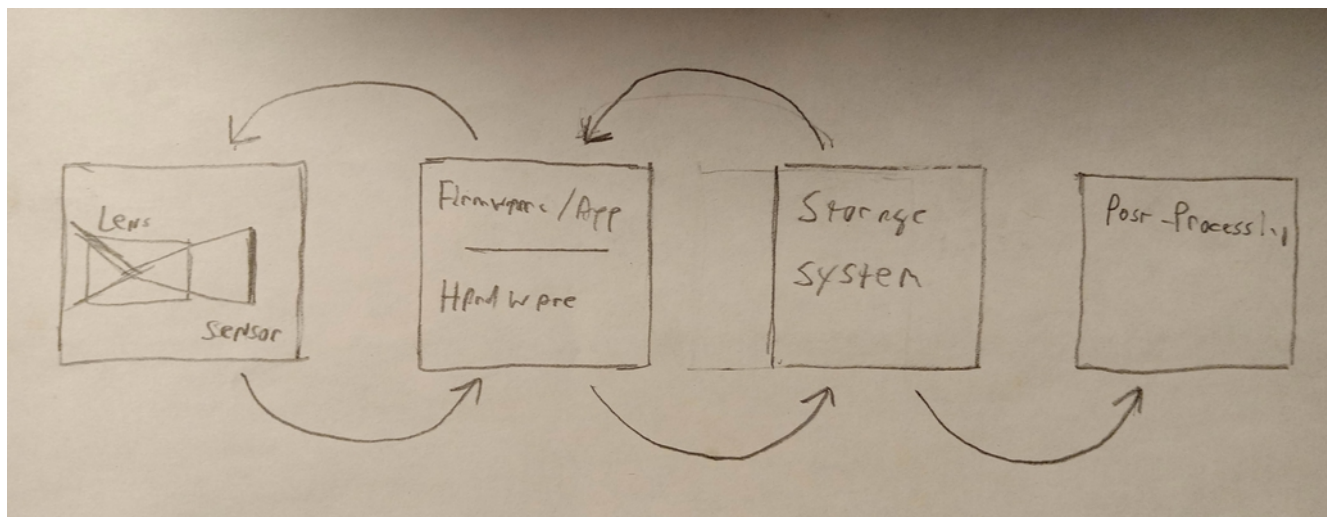 Lens
Sensor
Firmware/App
Hardware
Storage
System
Post-Processing